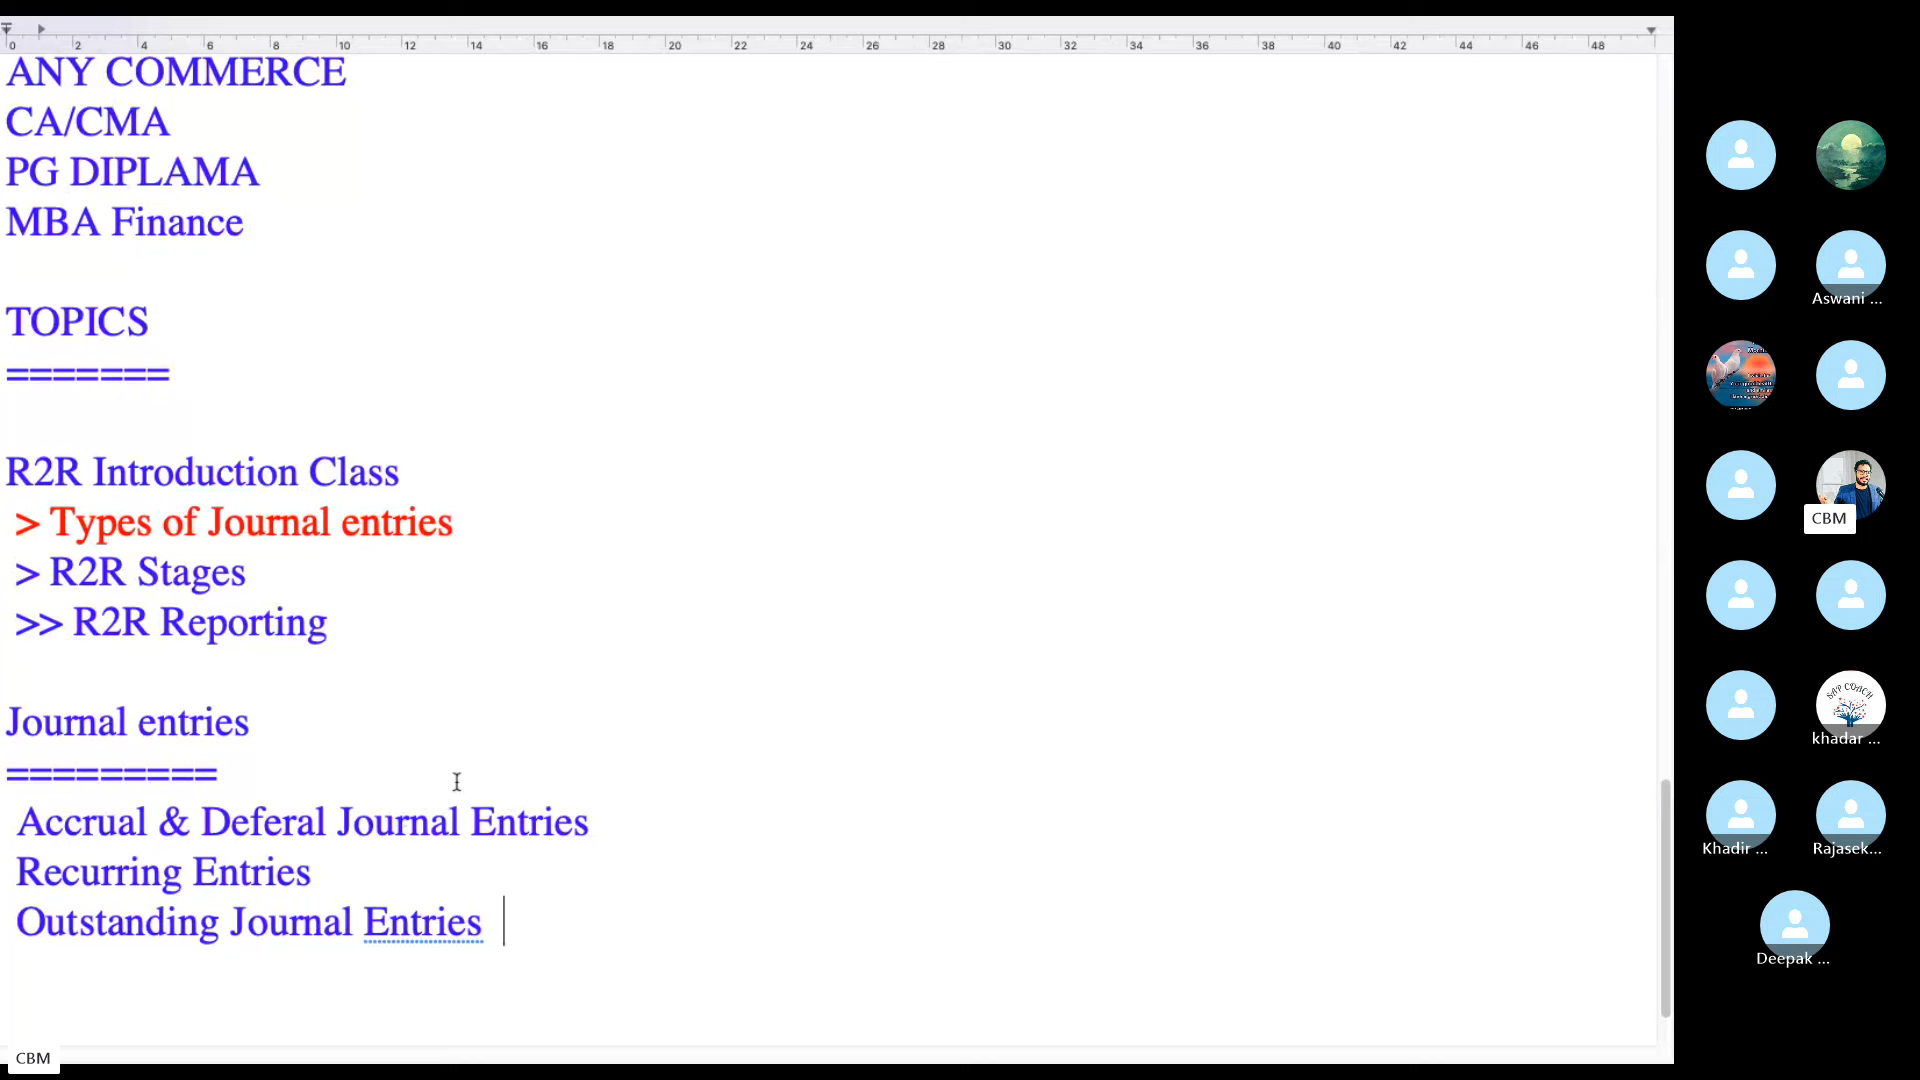 0 2 4 6 8 10 12 14 16 18 20 22 24 26 28 30 32 34 36 38 40 42 44 46 48
ANY COMMERCE
CA/CMA
PG DIPLAMA
MBA Finance
TOPICS
=======
R2R Introduction Class
> Types of Journal entries
> R2R Stages
>> R2R Reporting
Journal entries
=========
Accrual & Deferal Journal Entries
Recurring Entries
Outstanding Journal Entries
CBM
Aswani ...
CBM
SAP COACH
khadar ...
Khadir ...
Rajasek...
Deepak ...